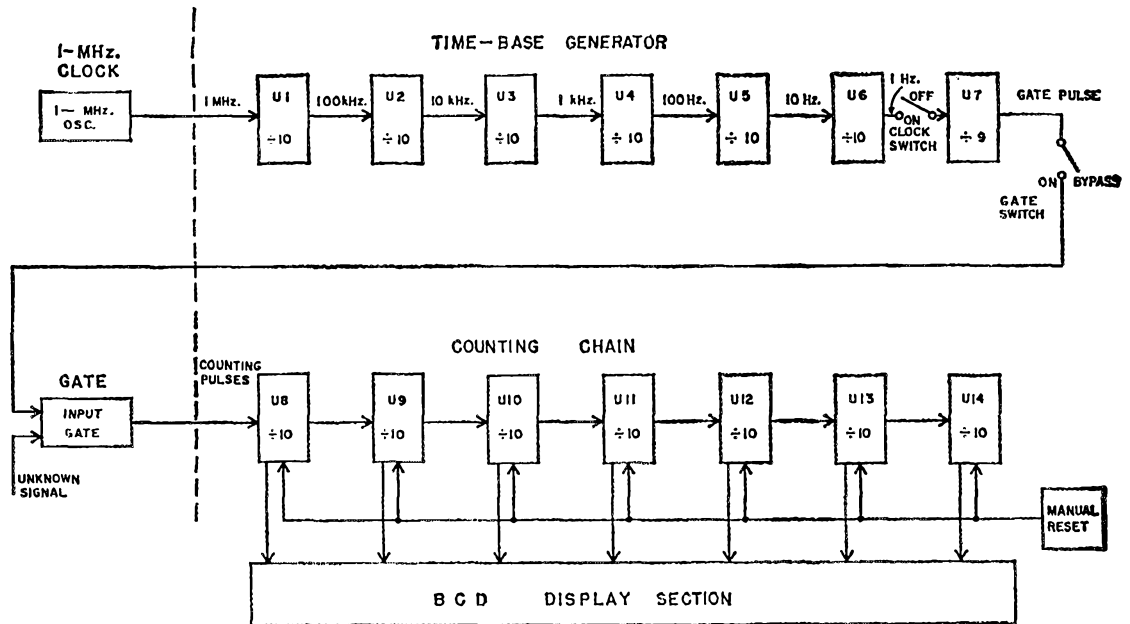 1~MHz.
CLOCK
1~ MHz.
OSC.
TIME-BASE GENERATOR
1 MHz.
U1
÷10
100kHz.
U2
÷10
10 kHz.
U3
÷10
1 kHz.
U4
÷10
100Hz.
U5
÷10
10 Hz.
U6
÷10
1 Hz.
OFF
ON
CLOCK
SWITCH
U7
÷ 9
GATE PULSE
ON BYPASS
GATE
SWITCH
COUNTING CHAIN
GATE
INPUT
GATE
UNKNOWN
SIGNAL
COUNTING
PULSES
U8
÷10
U9
÷10
U10
÷10
U11
÷10
U12
÷10
U13
÷10
U14
÷10
MANUAL
RESET
BCD DISPLAY SECTION